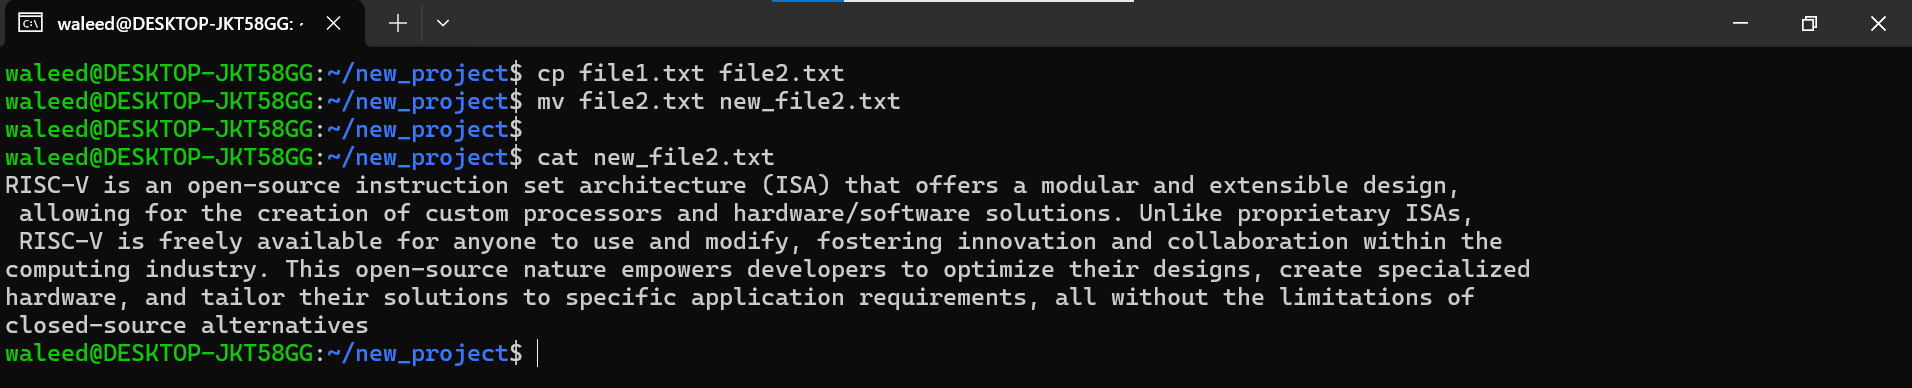 waleed@DESKTOP-JKT58GG: ~
waleed@DESKTOP-JKT58GG:~/new_project$ cp file1.txt file2.txt
waleed@DESKTOP-JKT58GG:~/new_project$ mv file2.txt new_file2.txt
waleed@DESKTOP-JKT58GG:~/new_project$
waleed@DESKTOP-JKT58GG:~/new_project$ cat new_file2.txt
RISC-V is an open-source instruction set architecture (ISA) that offers a modular and extensible design,
 allowing for the creation of custom processors and hardware/software solutions. Unlike proprietary ISAs,
 RISC-V is freely available for anyone to use and modify, fostering innovation and collaboration within the
computing industry. This open-source nature empowers developers to optimize their designs, create specialized
hardware, and tailor their solutions to specific application requirements, all without the limitations of
closed-source alternatives
waleed@DESKTOP-JKT58GG:~/new_project$